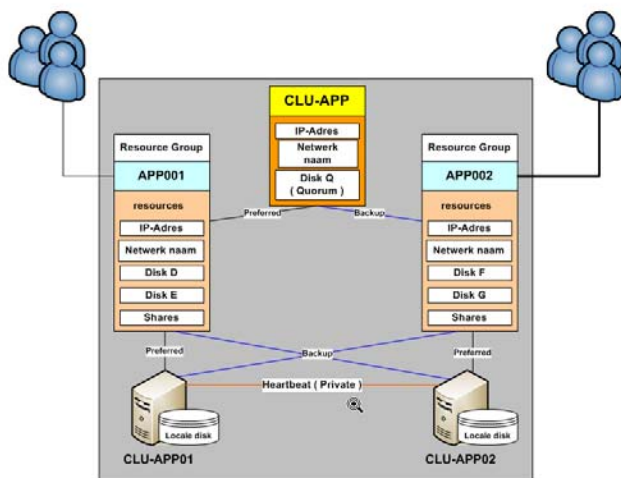 CLU-APP
IP-Adres
Netwerk
naam
Disk Q
( Quorum )
Resource Group
APP001
resources
IP-Adres
Netwerk naam
Disk D
Disk E
Shares
Resource Group
APP002
resources
IP-Adres
Netwerk naam
Disk F
Disk G
Shares
Preferred
Backup
Preferred
Backup
Preferred
Heartbeat ( Private )
Locale disk
Locale disk
CLU-APP01
CLU-APP02